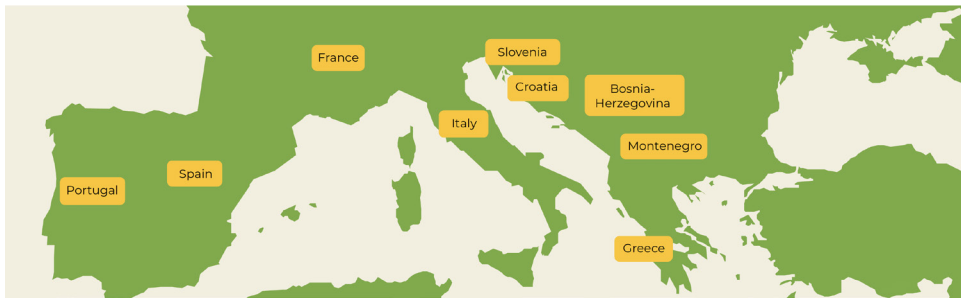 Slovenia
France
Croatia
Bosnia-
Herzegovina
Italy
Montenegro
Spain
Portugal
Greece